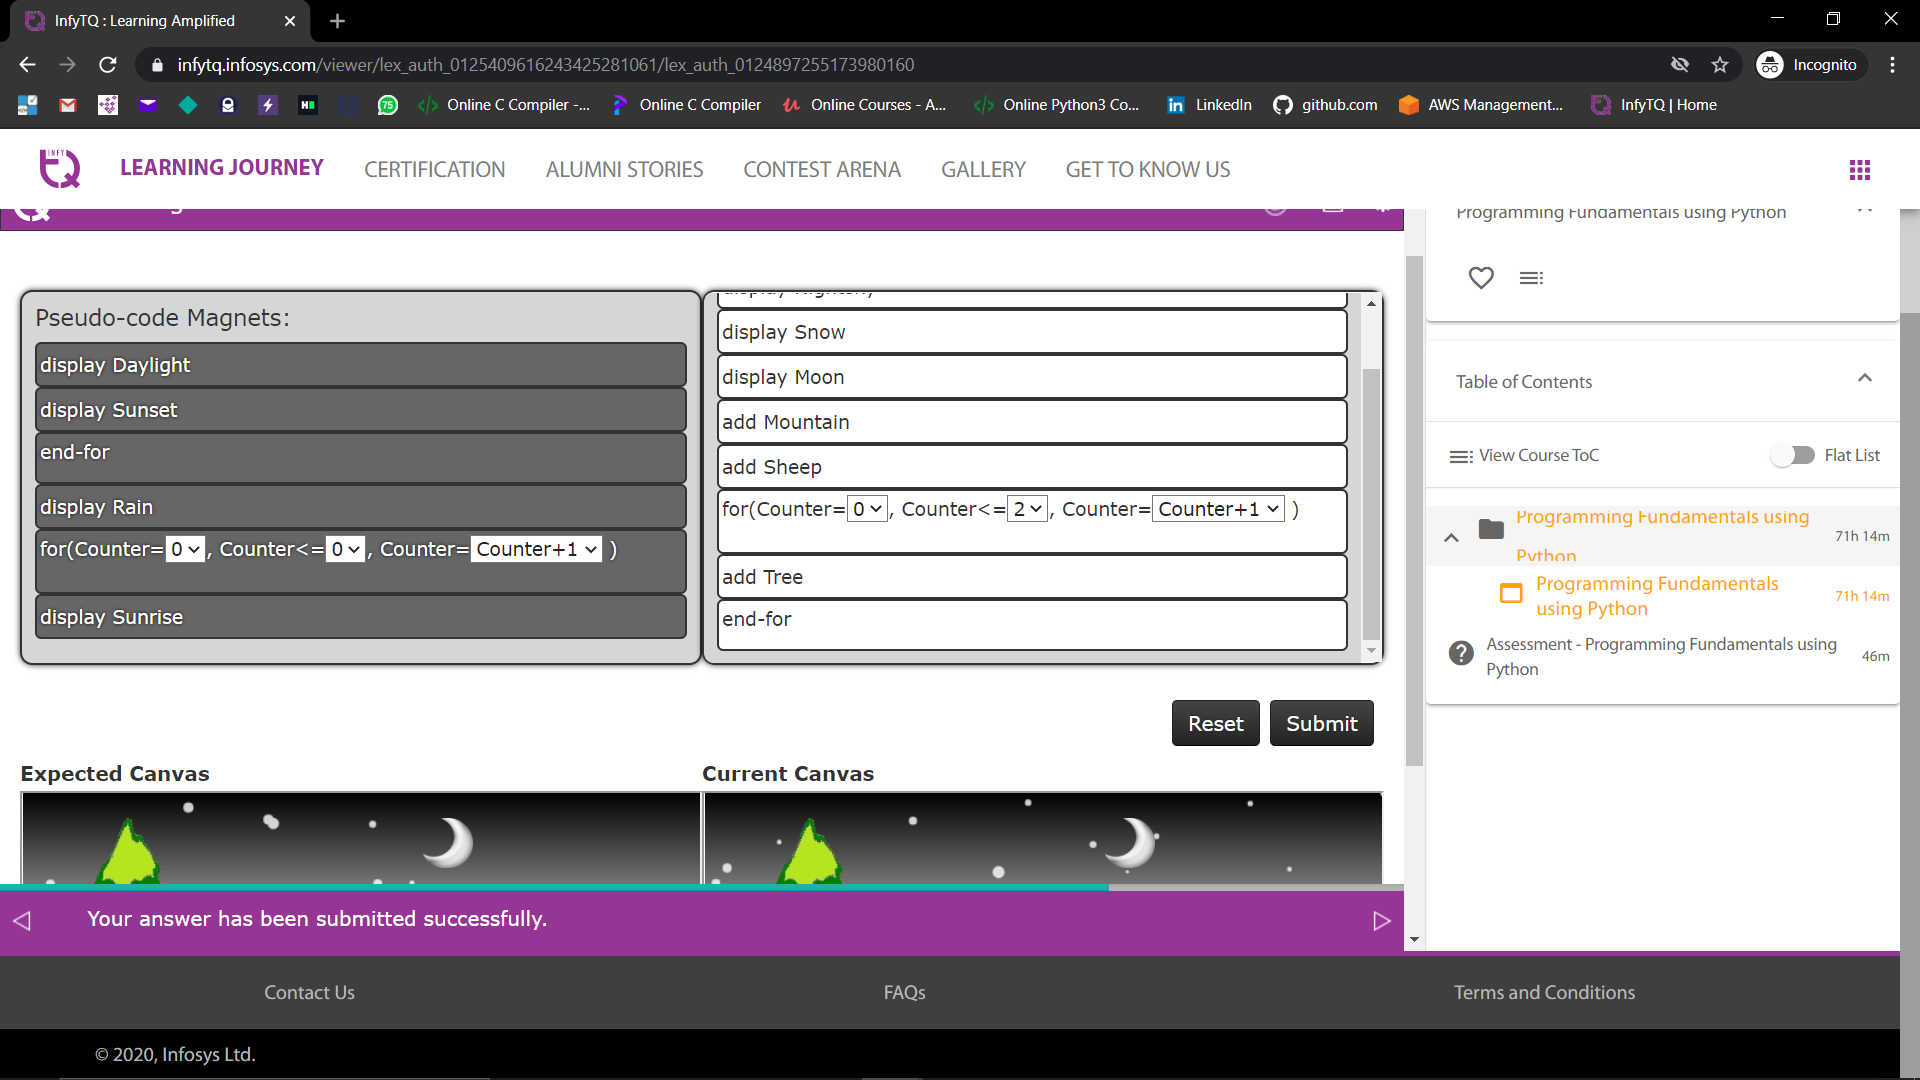 InfyTQ : Learning Amplified
infytq.infosys.com/viewer/lex_auth_0125409616243425281061/lex_auth_0124897255173980160
Incognito
75
Online C Compiler -...
Online C Compiler
Online Courses - A...
Online Python3 Co...
LinkedIn
github.com
AWS Management...
InfyTQ | Home
INFY
TQ
LEARNING JOURNEY
CERTIFICATION
ALUMNI STORIES
CONTEST ARENA
GALLERY
GET TO KNOW US
Programming Fundamentals using Python
Pseudo-code Magnets:
display Daylight
display Sunset
end-for
display Rain
for(Counter= 0 , Counter<= 0 , Counter= Counter+1 )
display Sunrise
display Nightsky
display Snow
display Moon
add Mountain
add Sheep
for(Counter= 0 , Counter<= 2 , Counter= Counter+1 )
add Tree
end-for
Reset
Submit
Expected Canvas
Current Canvas
Your answer has been submitted successfully.
Table of Contents
View Course ToC
Flat List
Programming Fundamentals using
Python
71h 14m
Programming Fundamentals
using Python
71h 14m
Assessment - Programming Fundamentals using
Python
46m
Contact Us
FAQs
Terms and Conditions
© 2020, Infosys Ltd.